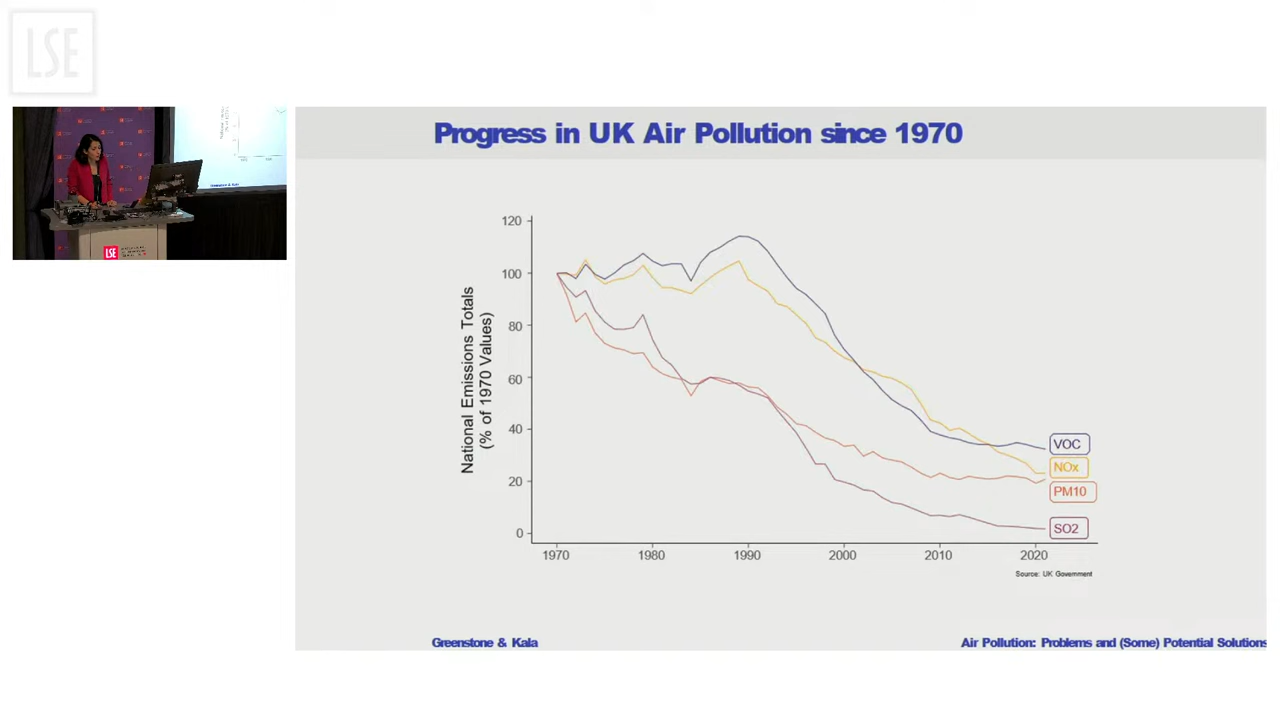 LSE
Progress in UK Air Pollution since 1970
National Emissions Totals
(% of 1970 Values)
120
100
80
60
40
20
0
1970
1980
1990
2000
2010
2020
VOC
NOx
PM10
SO2
Source: UK Government
Greenstone & Kala
Air Pollution: Problems and (Some) Potential Solutions
LSE